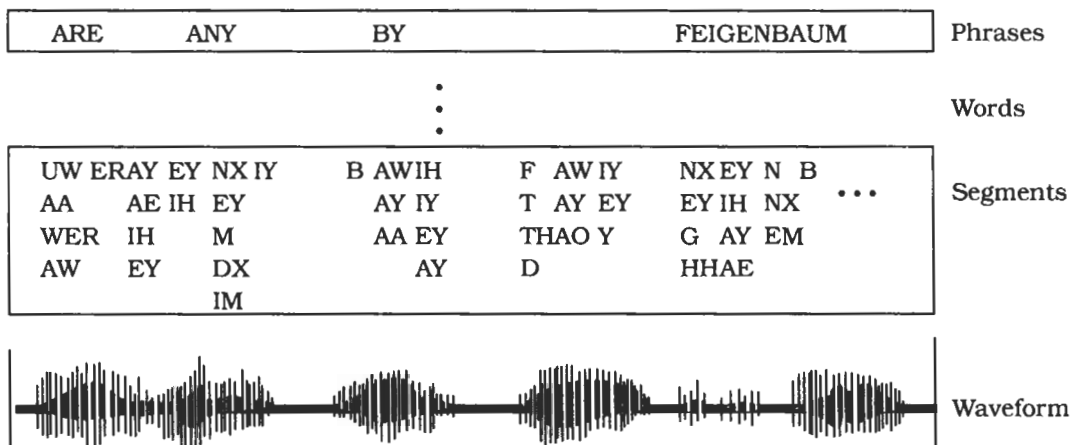 ARE ANY BY FEIGENBAUM Phrases
Words
UW ERAY EY NX IY B AWIH F AW IY NX EY N B
AA AE IH EY AY IY T AY EY EY IH NX ... Segments
WER IH M AA EY THAO Y G AY EM
AW EY DX AY D HHAE
IM
Waveform